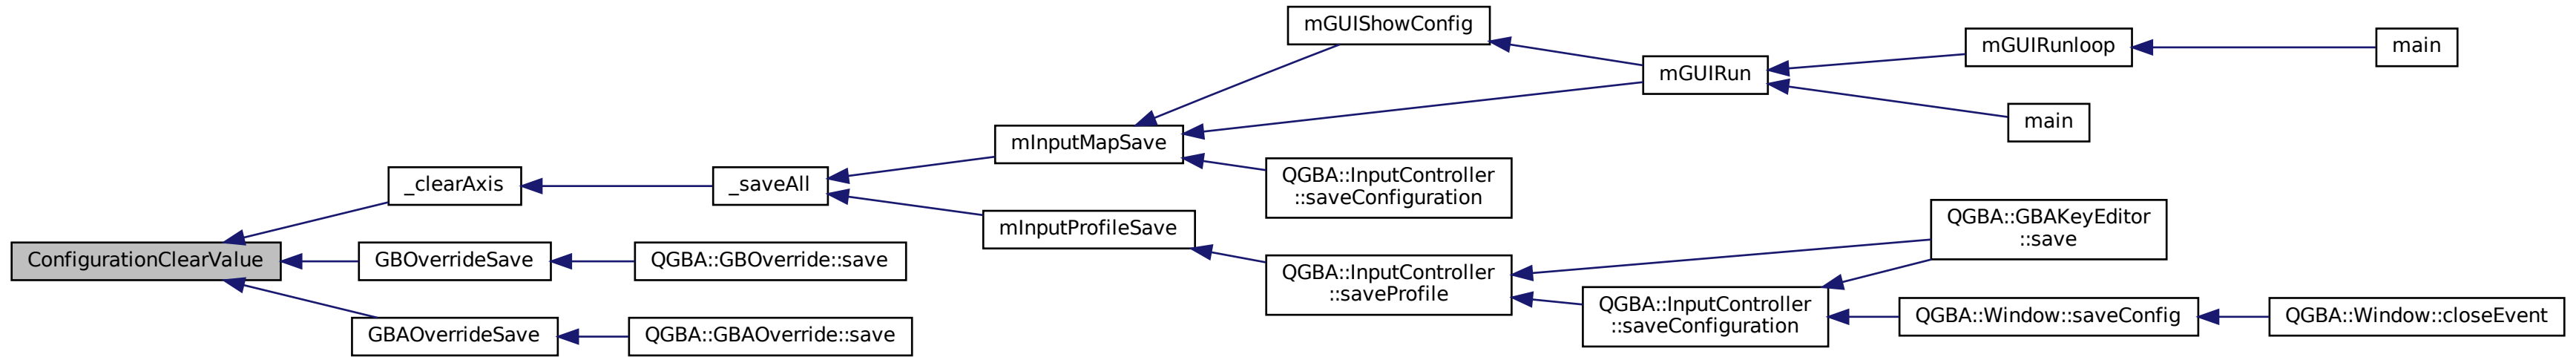 ConfigurationClearValue
_clearAxis
_saveAll
mInputMapSave
mGUIShowConfig
mGUIRun
mGUIRunloop
main
main
QGBA::InputController
::saveConfiguration
mInputProfileSave
QGBA::InputController
::saveProfile
QGBA::GBAKeyEditor
::save
QGBA::InputController
::saveConfiguration
QGBA::Window::saveConfig
QGBA::Window::closeEvent
GBOverrideSave
QGBA::GBOverride::save
GBAOverrideSave
QGBA::GBAOverride::save